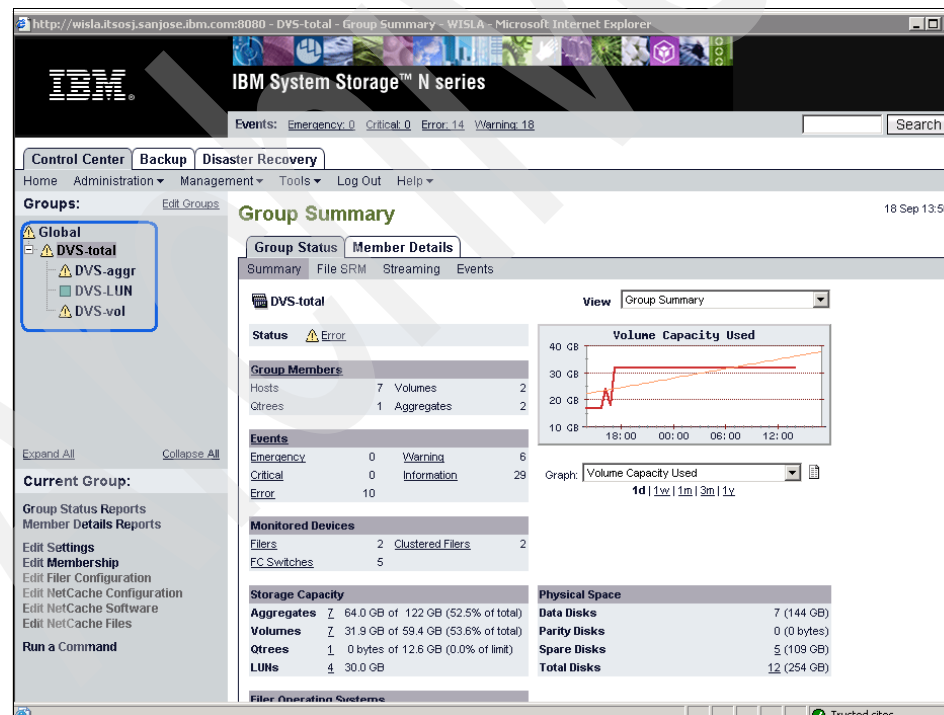 http://wisla.itsosj.sanjose.ibm.com:8080 - DVS-total - Group Summary - WISLA - Microsoft Internet Explorer
IBM
IBM System Storage™ N series
Events: Emergency: 0 Critical: 0 Error: 14 Warning: 18
Search
Control Center Backup Disaster Recovery
Home Administration Management Tools Log Out Help
Groups: Edit Groups
Global
DVS-total
DVS-aggr
DVS-LUN
DVS-vol
Expand All Collapse All
Current Group:
Group Status Reports
Member Details Reports
Edit Settings
Edit Membership
Edit Filer Configuration
Edit NetCache Configuration
Edit NetCache Software
Edit NetCache Files
Run a Command
Group Summary
18 Sep 13:5
Group Status Member Details
Summary File SRM Streaming Events
DVS-total
View Group Summary
Status Error
Group Members
Hosts 7 Volumes 2
Qtrees 1 Aggregates 2
Events
Emergency 0 Warning 6
Critical 0 Information 29
Error 10
Monitored Devices
Filers 2 Clustered Filers 2
FC Switches 5
Volume Capacity Used
40 GB
30 GB
20 GB
10 GB
18:00 00:00 06:00 12:00
Graph: Volume Capacity Used
1d | 1w | 1m | 3m | 1y
Storage Capacity
Aggregates 7 64.0 GB of 122 GB (52.5% of total)
Volumes 7 31.9 GB of 59.4 GB (53.6% of total)
Qtrees 1 0 bytes of 12.6 GB (0.0% of limit)
LUNs 4 30.0 GB
Physical Space
Data Disks 7 (144 GB)
Parity Disks 0 (0 bytes)
Spare Disks 5 (109 GB)
Total Disks 12 (254 GB)
Filer Operating Systems
Trusted sites